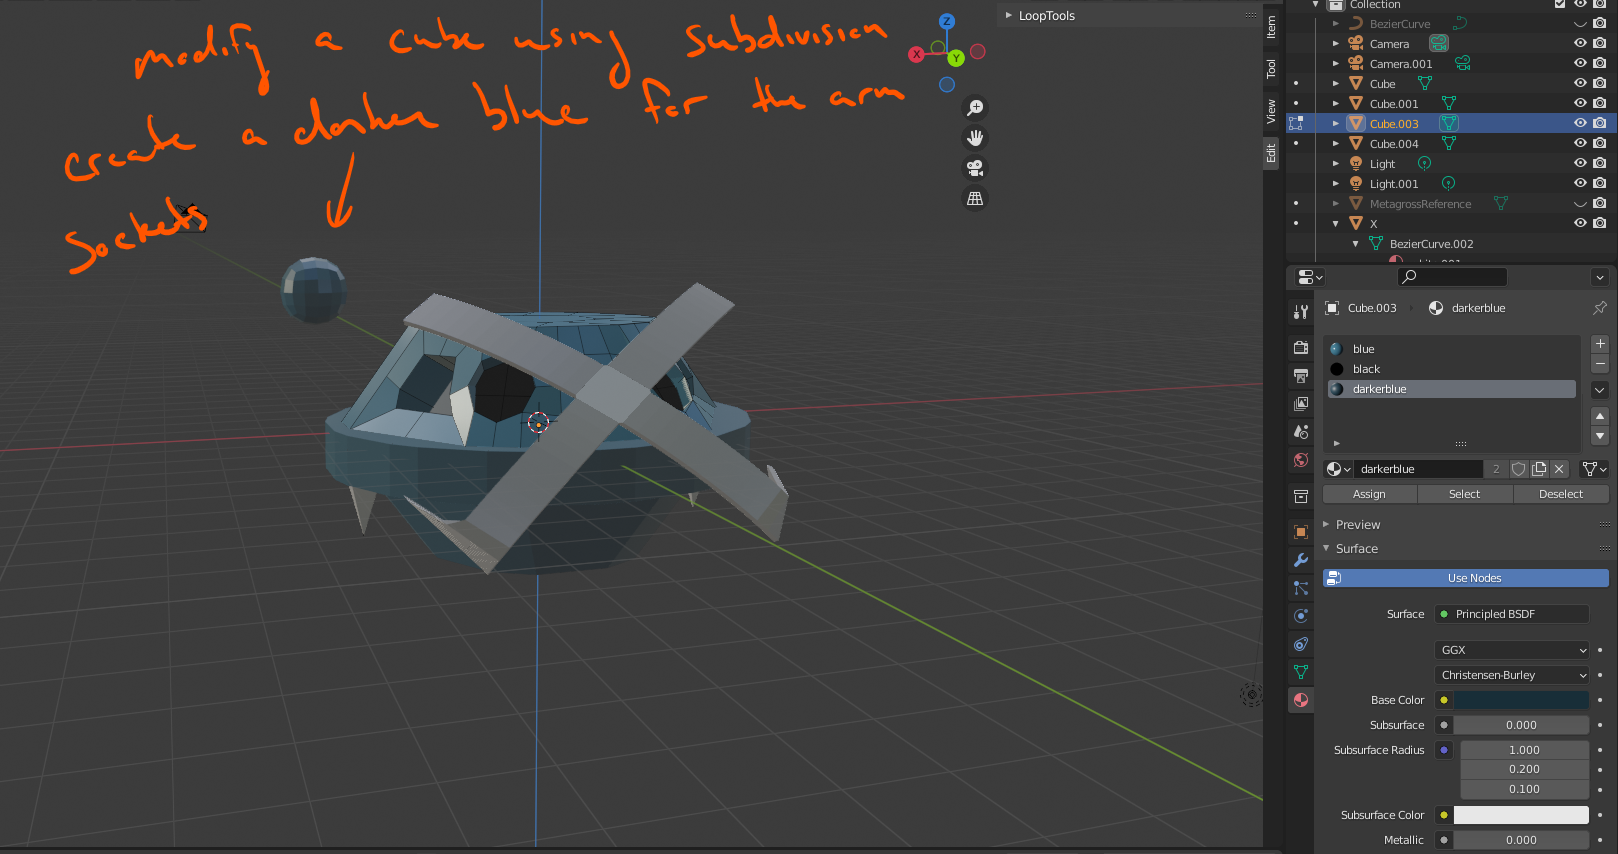 modify a cube using subdivision
create a darker blue for the arm
sockets
LoopTools
Z
X
Y
Item
Tool
View
Edit
Collection
BezierCurve
Camera
Camera.001
Cube
Cube.001
Cube.003
Cube.004
Light
Light.001
MetagrossReference
X
BezierCurve.002
Cube.003 darkerblue
blue
black
darkerblue
darkerblue 2
Assign Select Deselect
Preview
Surface
Use Nodes
Surface Principled BSDF
GGX
Christensen-Burley
Base Color
Subsurface 0.000
Subsurface Radius 1.000
0.200
0.100
Subsurface Color
Metallic 0.000